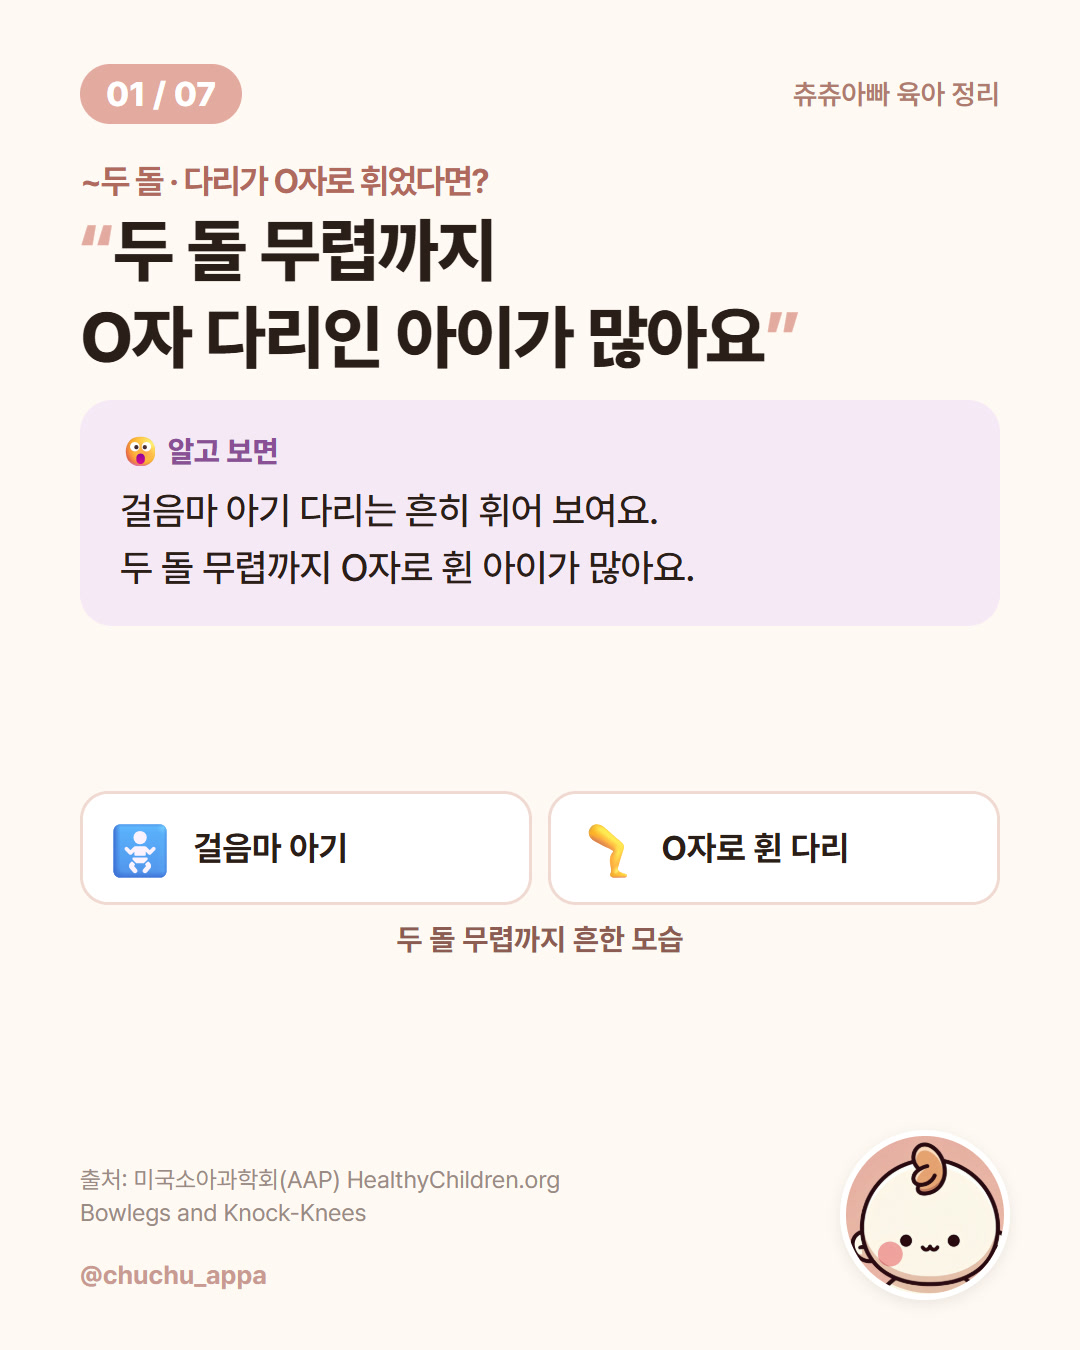 01 / 07
츄츄아빠 육아 정리
~두 돌 · 다리가 O자로 휘었다면?
“두 돌 무렵까지
O자 다리인 아이가 많아요”
알고 보면
걸음마 아기 다리는 흔히 휘어 보여요.
두 돌 무렵까지 O자로 휜 아이가 많아요.
걸음마 아기
O자로 휜 다리
두 돌 무렵까지 흔한 모습
출처: 미국소아과학회(AAP) HealthyChildren.org
Bowlegs and Knock-Knees
@chuchu_appa